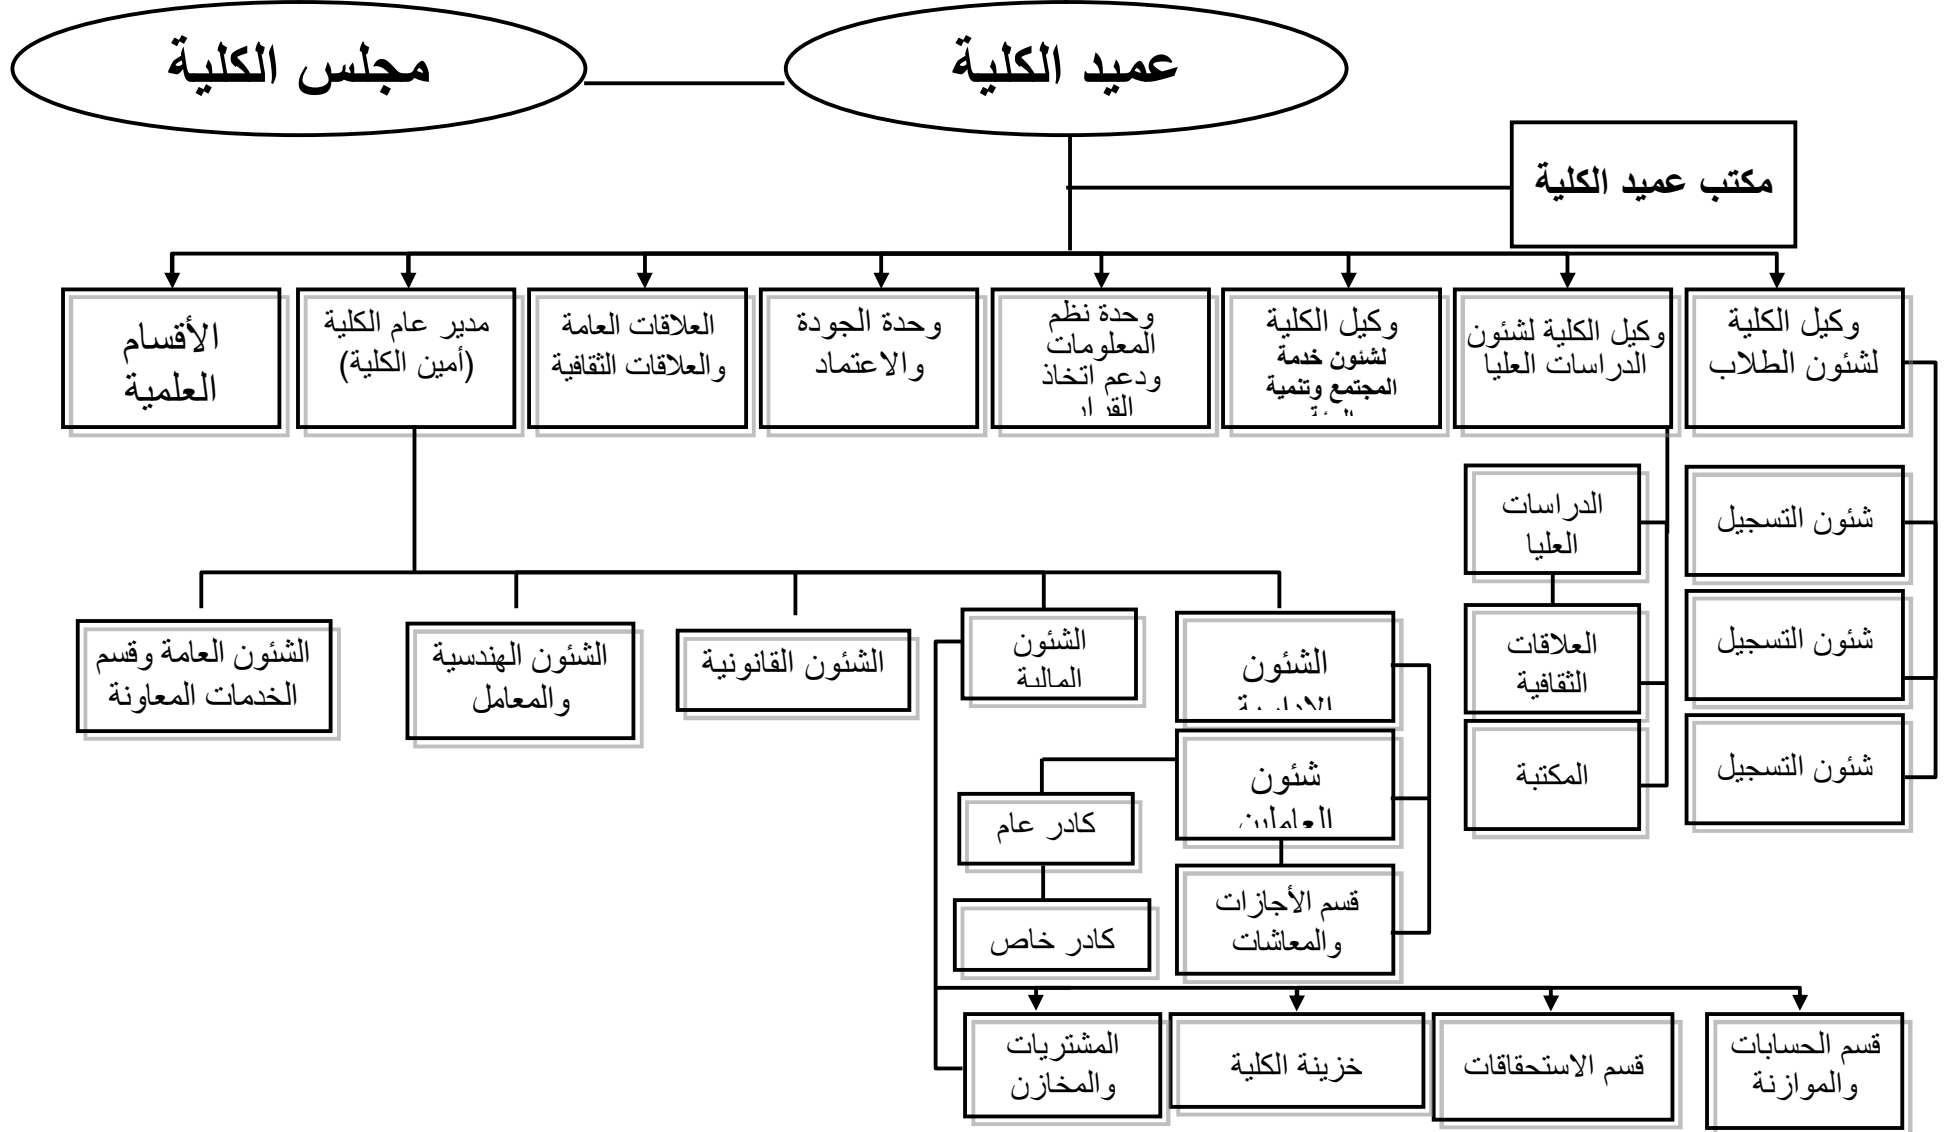 مجلس الكلية
عميد الكلية
مكتب عميد الكلية
وكيل الكلية
لشئون الطلاب
وكيل الكلية لشئون
الدراسات العليا
وكيل الكلية
لشئون خدمة
المجتمع وتنمية
وحدة نظم
المعلومات
ودعم اتخاذ
القرار
وحدة الجودة
والاعتماد
العلاقات العامة
والعلاقات الثقافية
مدير عام الكلية
(أمين الكلية)
الأقسام
العلمية
شئون التسجيل
شئون التسجيل
شئون التسجيل
الدراسات
العليا
العلاقات
الثقافية
المكتبة
الشئون
الادارية
شئون
العاملين
قسم الأجازات
والمعاشات
الشئون
المالية
كادر عام
كادر خاص
الشئون القانونية
الشئون الهندسية
والمعامل
الشئون العامة وقسم
الخدمات المعاونة
قسم الحسابات
والموازنة
قسم الاستحقاقات
خزينة الكلية
المشتريات
والمخازن